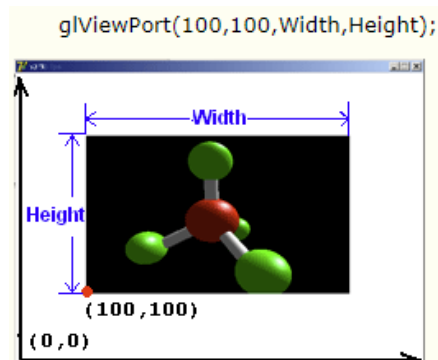 glViewPort(100,100,Width,Height);
Width
Height
(100,100)
(0,0)